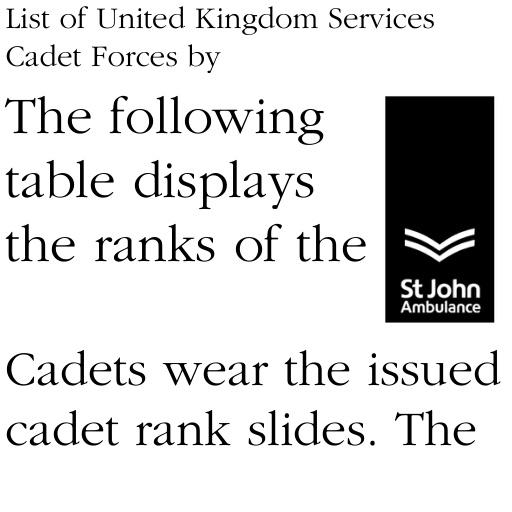 List of United Kingdom Services
Cadet Forces by
The following
table displays
the ranks of the
St John
Ambulance
Cadets wear the issued
cadet rank slides. The